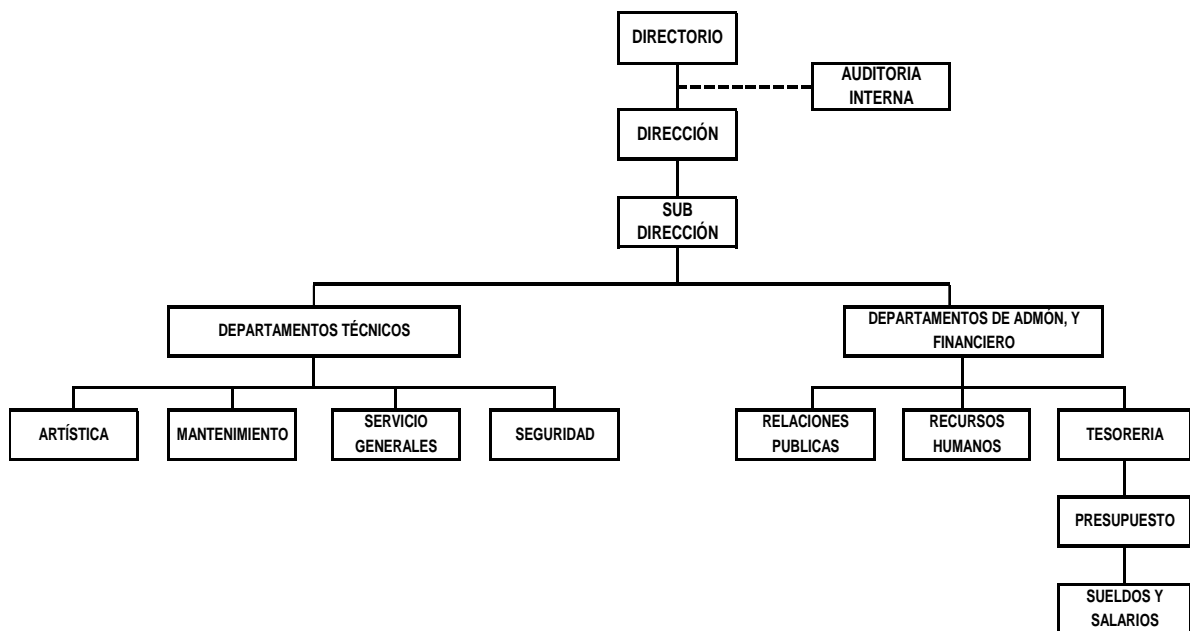 DIRECTORIO
AUDITORIA
INTERNA
DIRECCIÓN
SUB
DIRECCIÓN
DEPARTAMENTOS TÉCNICOS
DEPARTAMENTOS DE ADMÓN, Y
FINANCIERO
ARTÍSTICA
MANTENIMIENTO
SERVICIO
GENERALES
SEGURIDAD
RELACIONES
PUBLICAS
RECURSOS
HUMANOS
TESORERIA
PRESUPUESTO
SUELDOS Y
SALARIOS